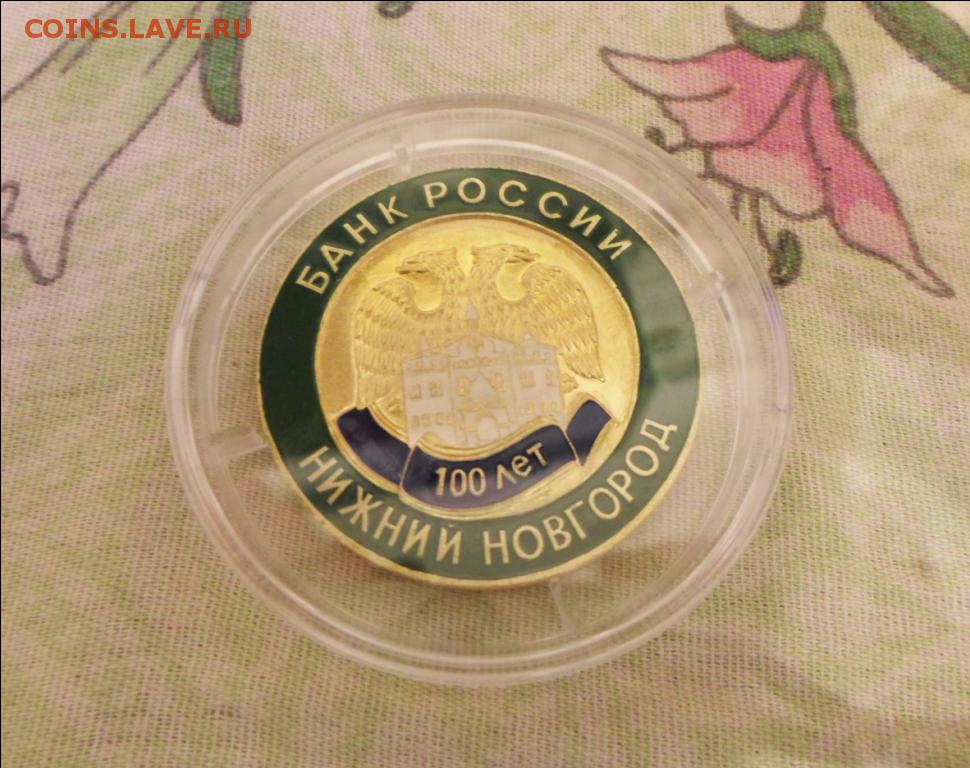 COINS.LAVE.RU
БАНК РОССИИ
100 лет
НИЖНИЙ НОВГОРОД